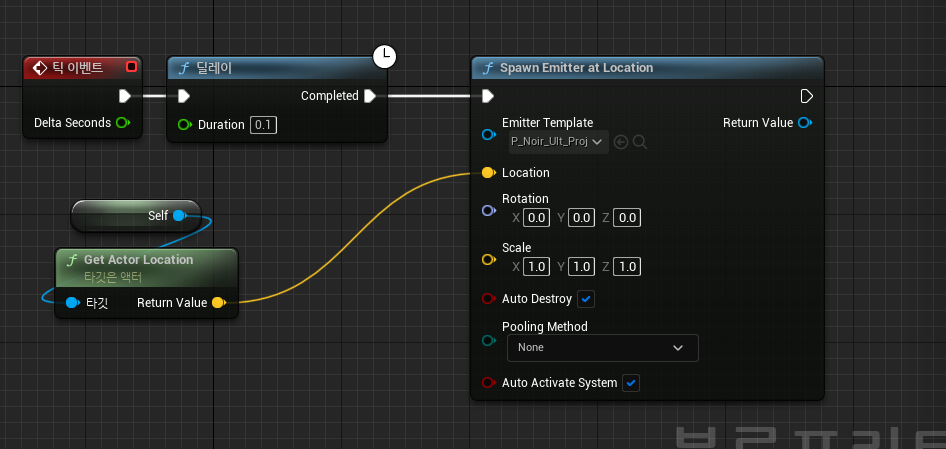 틱 이벤트
Delta Seconds
딜레이
Completed
Duration 0.1
Self
Get Actor Location
타깃은 액터
타깃 Return Value
Spawn Emitter at Location
Emitter Template
P_Noir_Ult_Proj
Return Value
Location
Rotation
X 0.0 Y 0.0 Z 0.0
Scale
X 1.0 Y 1.0 Z 1.0
Auto Destroy
Pooling Method
None
Auto Activate System